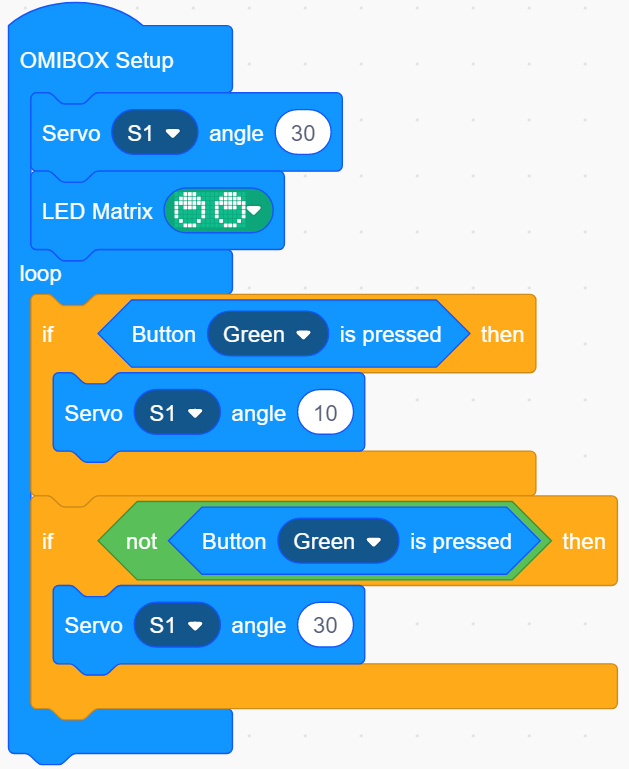 OMIBOX Setup
Servo S1 angle 30
LED Matrix
loop
if Button Green is pressed then
Servo S1 angle 10
if not Button Green is pressed then
Servo S1 angle 30